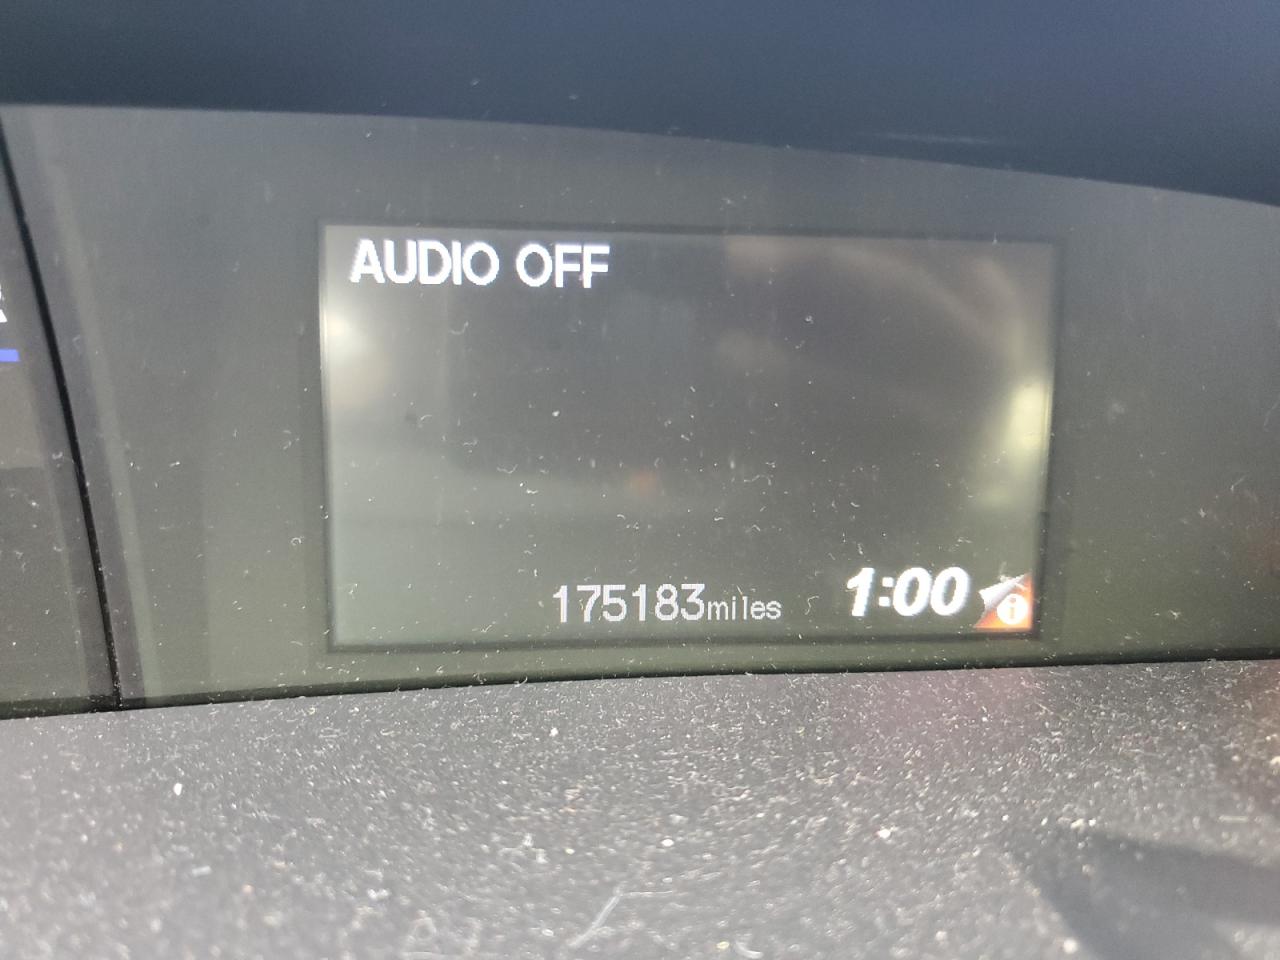 AUDIO OFF
175183miles 1:00 i